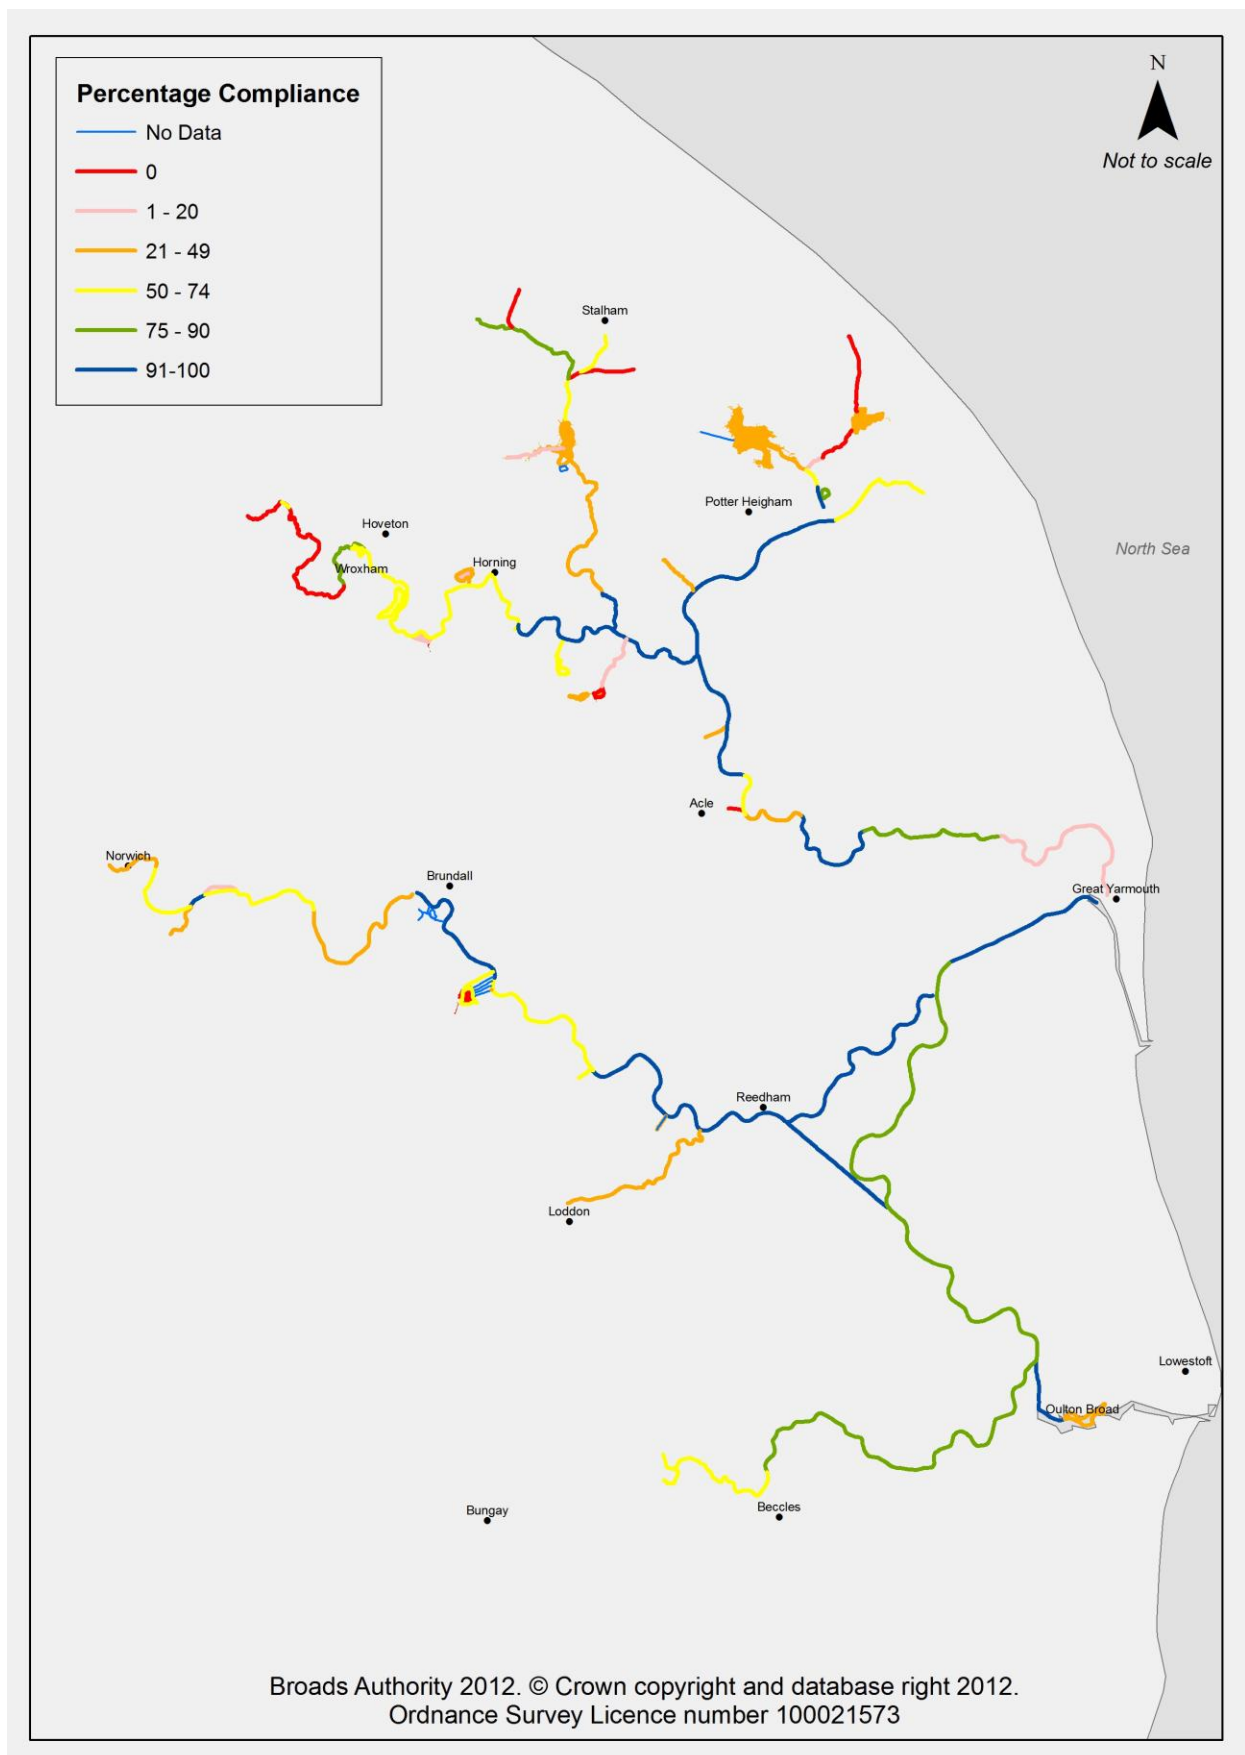 Percentage Compliance
No Data
0
1 - 20
21 - 49
50 - 74
75 - 90
91-100
N
Not to scale
Stalham
Potter Heigham
Hoveton
North Sea
Wroxham
Horning
Acle
Norwich
Brundall
Great Yarmouth
Reedham
Loddon
Lowestoft
Oulton Broad
Beccles
Bungay
Broads Authority 2012. © Crown copyright and database right 2012.
Ordnance Survey Licence number 100021573